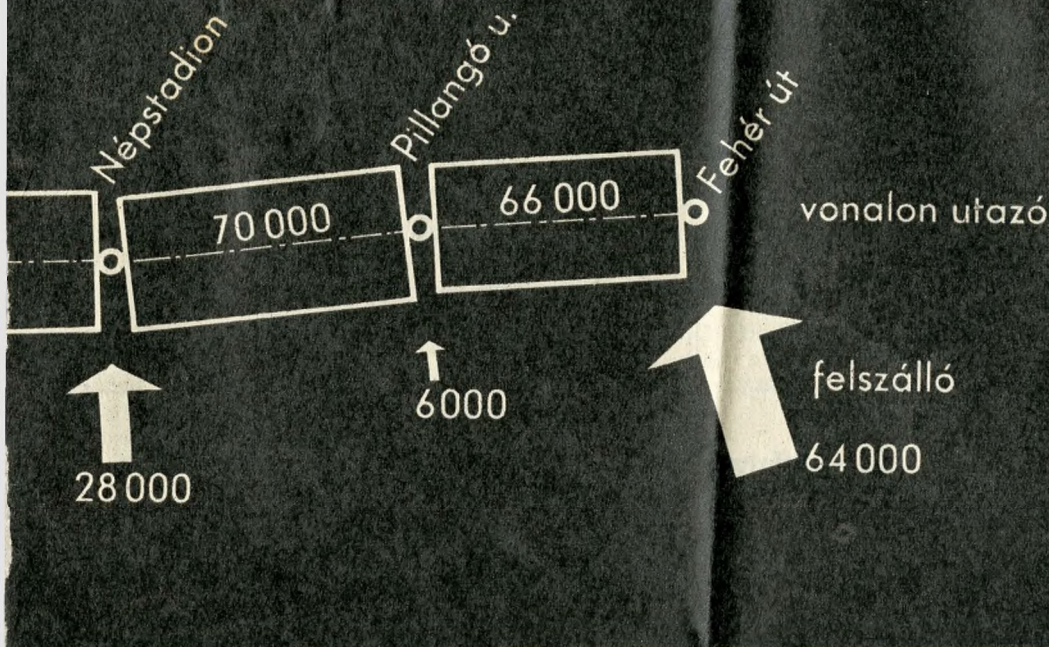 Népstadion
Pillangó u.
Fehér út
70 000
66 000
vonalon utazó
28 000
6000
felszálló
64 000